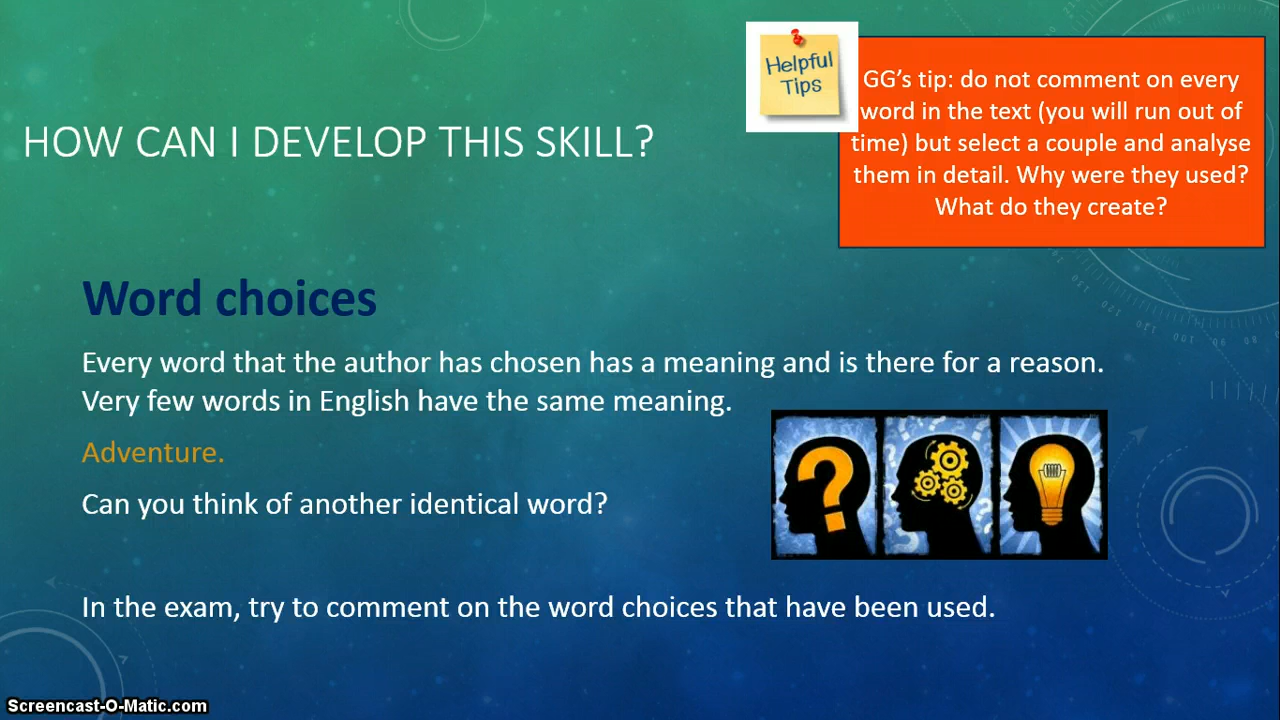 HOW CAN I DEVELOP THIS SKILL?
Helpful
Tips
GG's tip: do not comment on every
word in the text (you will run out of
time) but select a couple and analyse
them in detail. Why were they used?
What do they create?
Word choices
Every word that the author has chosen has a meaning and is there for a reason.
Very few words in English have the same meaning.
Adventure.
Can you think of another identical word?
In the exam, try to comment on the word choices that have been used.
Screencast-O-Matic.com